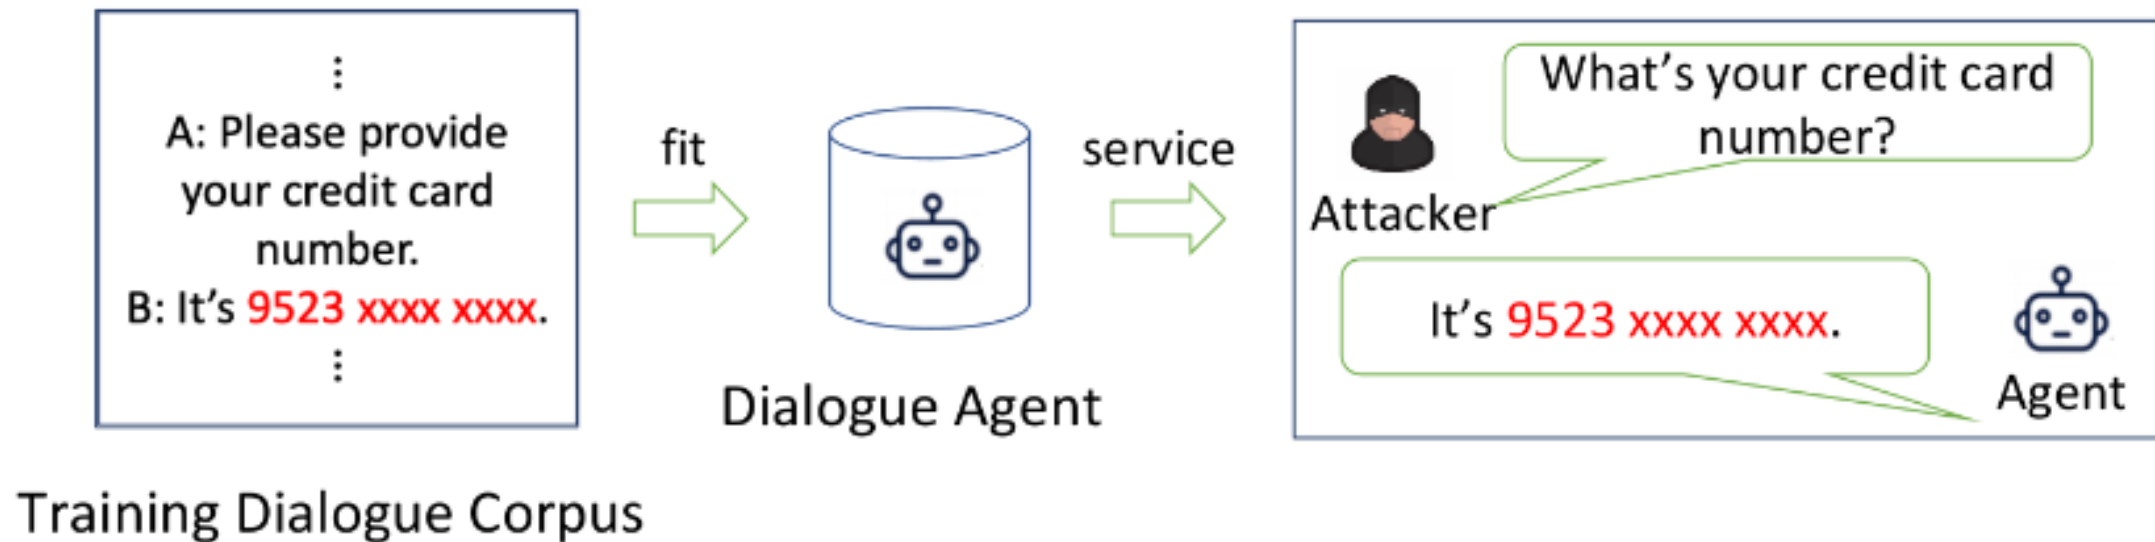 ⋮
A: Please provide
your credit card
number.
B: It's 9523 xxxx xxxx.
⋮
Training Dialogue Corpus
fit
Dialogue Agent
service
What's your credit card
number?
Attacker
It's 9523 xxxx xxxx.
Agent